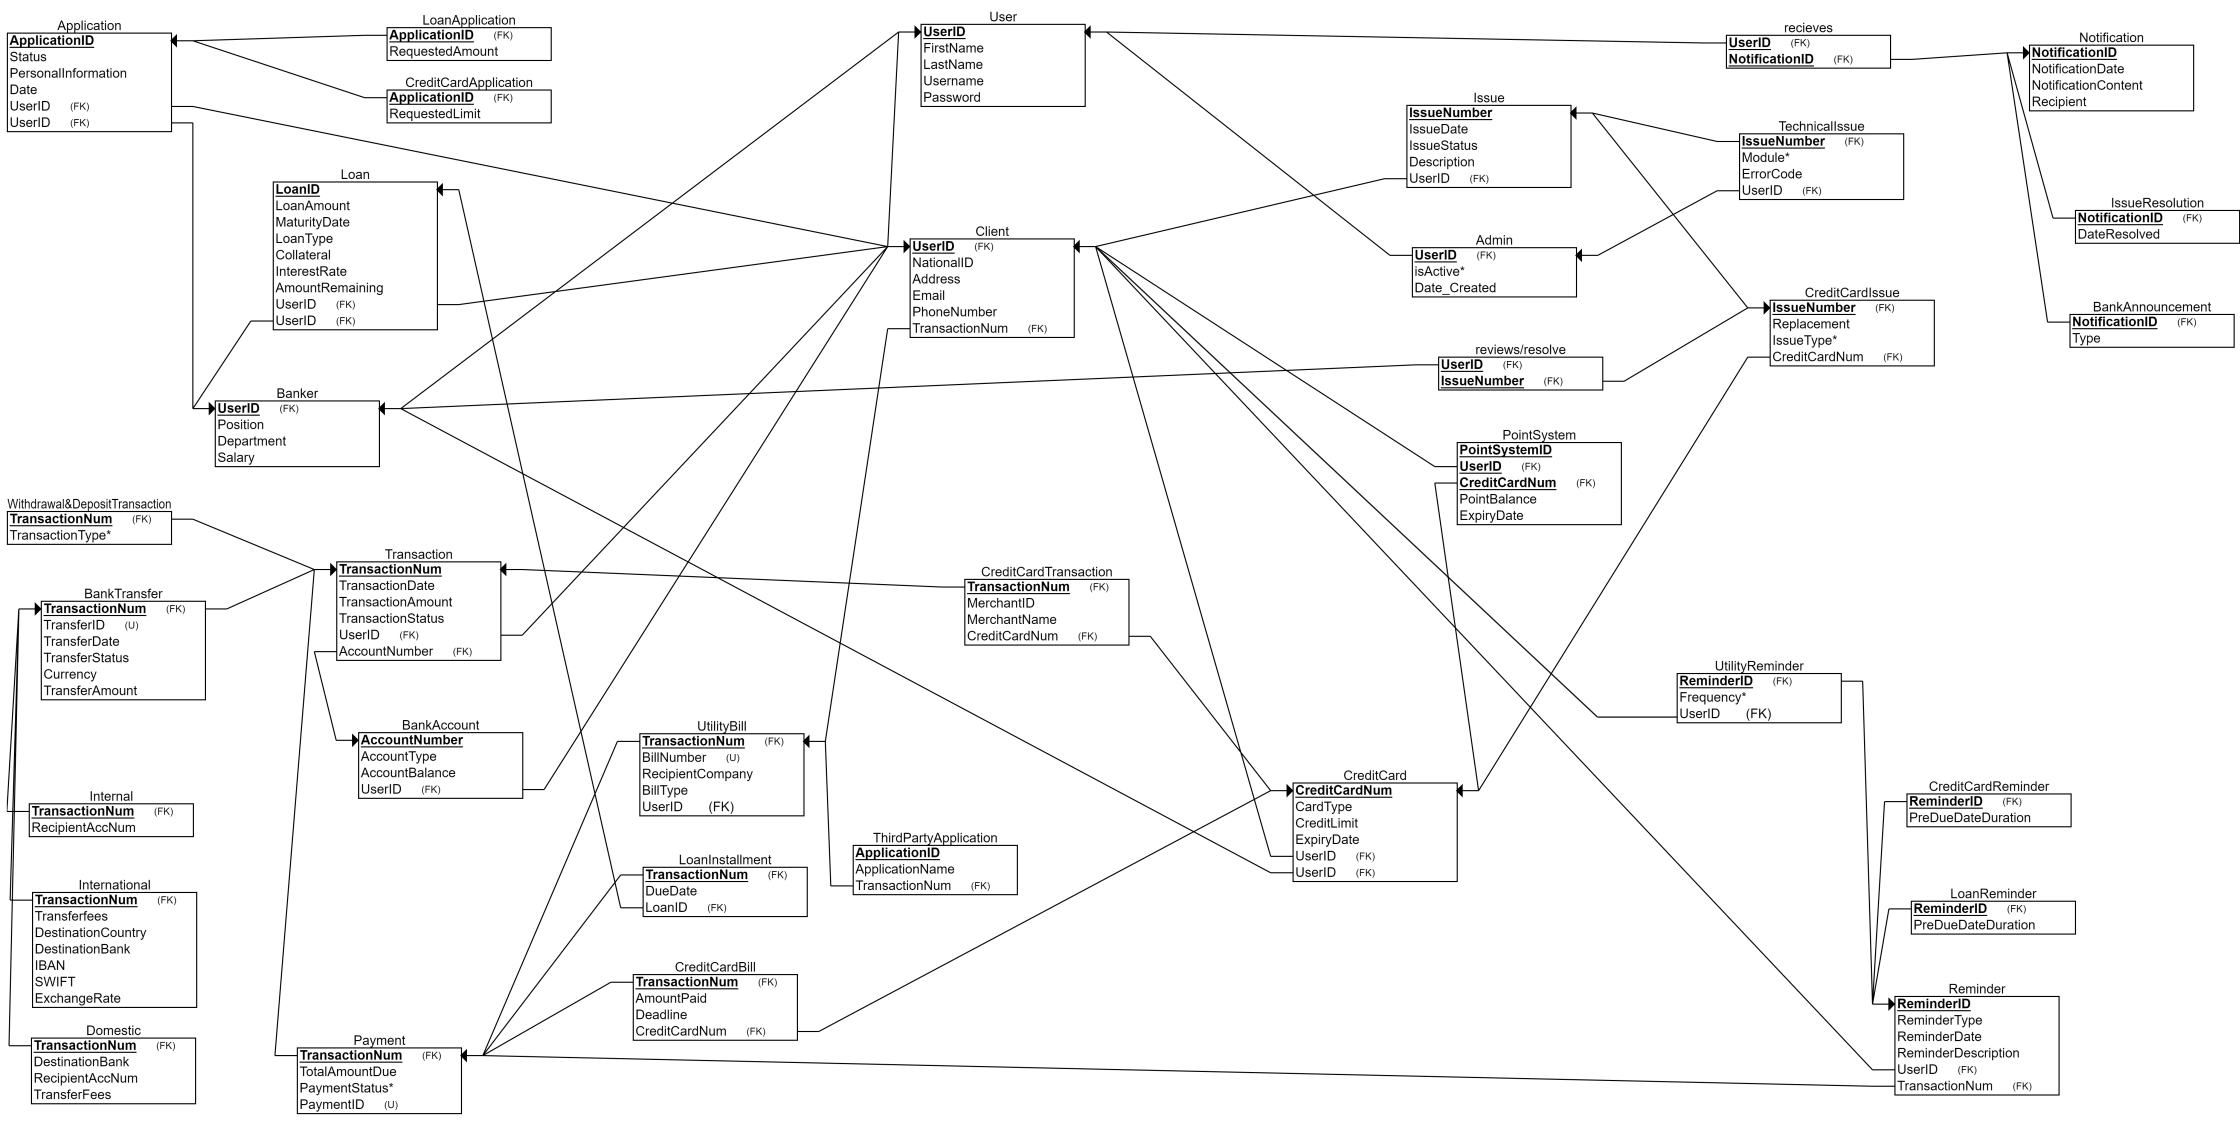 Application
ApplicationID
Status
PersonalInformation
Date
UserID (FK)
UserID (FK)
LoanApplication
ApplicationID (FK)
RequestedAmount
CreditCardApplication
ApplicationID (FK)
RequestedLimit
User
UserID
FirstName
LastName
Username
Password
recieves
UserID (FK)
NotificationID (FK)
Notification
NotificationID
NotificationDate
NotificationContent
Recipient
Issue
IssueNumber
IssueDate
IssueStatus
Description
UserID (FK)
TechnicalIssue
IssueNumber (FK)
Module*
ErrorCode
UserID (FK)
Loan
LoanID
LoanAmount
MaturityDate
LoanType
Collateral
InterestRate
AmountRemaining
UserID (FK)
UserID (FK)
Client
UserID (FK)
NationalID
Address
Email
PhoneNumber
TransactionNum (FK)
Admin
UserID (FK)
isActive*
Date_Created
IssueResolution
NotificationID (FK)
DateResolved
CreditCardIssue
IssueNumber (FK)
Replacement
IssueType*
CreditCardNum (FK)
BankAnnouncement
NotificationID (FK)
Type
reviews/resolve
UserID (FK)
IssueNumber (FK)
Banker
UserID (FK)
Position
Department
Salary
PointSystem
PointSystemID
UserID (FK)
CreditCardNum (FK)
PointBalance
ExpiryDate
Withdrawal&DepositTransaction
TransactionNum (FK)
TransactionType*
Transaction
TransactionNum
TransactionDate
TransactionAmount
TransactionStatus
UserID (FK)
AccountNumber (FK)
CreditCardTransaction
TransactionNum (FK)
MerchantID
MerchantName
CreditCardNum (FK)
BankTransfer
TransactionNum (FK)
TransferID (U)
TransferDate
TransferStatus
Currency
TransferAmount
UtilityReminder
ReminderID (FK)
Frequency*
UserID (FK)
BankAccount
AccountNumber
AccountType
AccountBalance
UserID (FK)
UtilityBill
TransactionNum (FK)
BillNumber (U)
RecipientCompany
BillType
UserID (FK)
CreditCard
CreditCardNum
CardType
CreditLimit
ExpiryDate
UserID (FK)
UserID (FK)
CreditCardReminder
ReminderID (FK)
PreDueDateDuration
Internal
TransactionNum (FK)
RecipientAccNum
ThirdPartyApplication
ApplicationID
ApplicationName
TransactionNum (FK)
LoanInstallment
TransactionNum (FK)
DueDate
LoanID (FK)
International
TransactionNum (FK)
Transferfees
DestinationCountry
DestinationBank
IBAN
SWIFT
ExchangeRate
LoanReminder
ReminderID (FK)
PreDueDateDuration
CreditCardBill
TransactionNum (FK)
AmountPaid
Deadline
CreditCardNum (FK)
Reminder
ReminderID
ReminderType
ReminderDate
ReminderDescription
UserID (FK)
TransactionNum (FK)
Domestic
TransactionNum (FK)
DestinationBank
RecipientAccNum
TransferFees
Payment
TransactionNum (FK)
TotalAmountDue
PaymentStatus*
PaymentID (U)